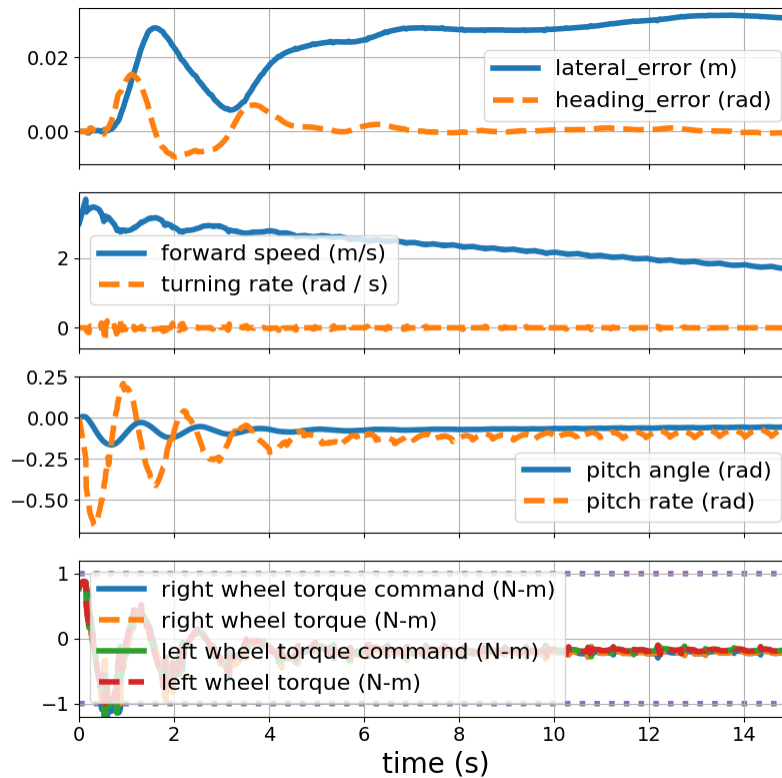 0.02
0.00
lateral_error (m)
heading_error (rad)
2
0
forward speed (m/s)
turning rate (rad / s)
0.25
0.00
−0.25
−0.50
pitch angle (rad)
pitch rate (rad)
1
0
−1
right wheel torque command (N-m)
right wheel torque (N-m)
left wheel torque command (N-m)
left wheel torque (N-m)
0 2 4 6 8 10 12 14
time (s)